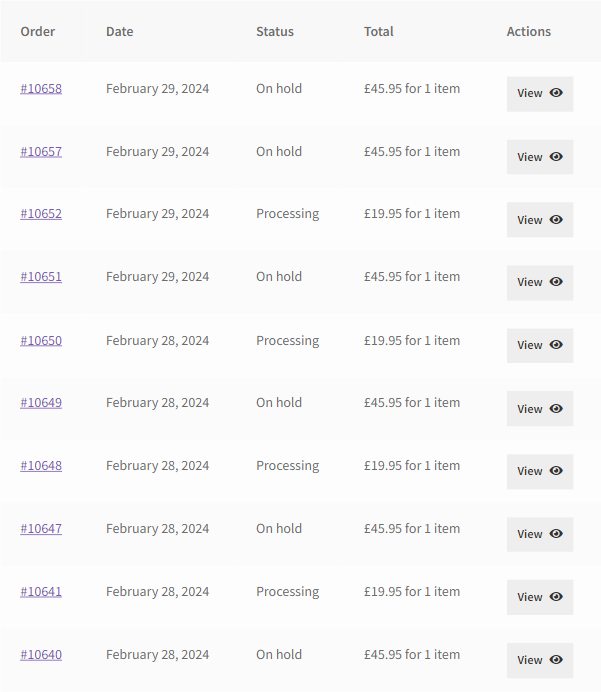 Order Date Status Total Actions
#10658 February 29, 2024 On hold £45.95 for 1 item View
#10657 February 29, 2024 On hold £45.95 for 1 item View
#10652 February 29, 2024 Processing £19.95 for 1 item View
#10651 February 29, 2024 On hold £45.95 for 1 item View
#10650 February 28, 2024 Processing £19.95 for 1 item View
#10649 February 28, 2024 On hold £45.95 for 1 item View
#10648 February 28, 2024 Processing £19.95 for 1 item View
#10647 February 28, 2024 On hold £45.95 for 1 item View
#10641 February 28, 2024 Processing £19.95 for 1 item View
#10640 February 28, 2024 On hold £45.95 for 1 item View